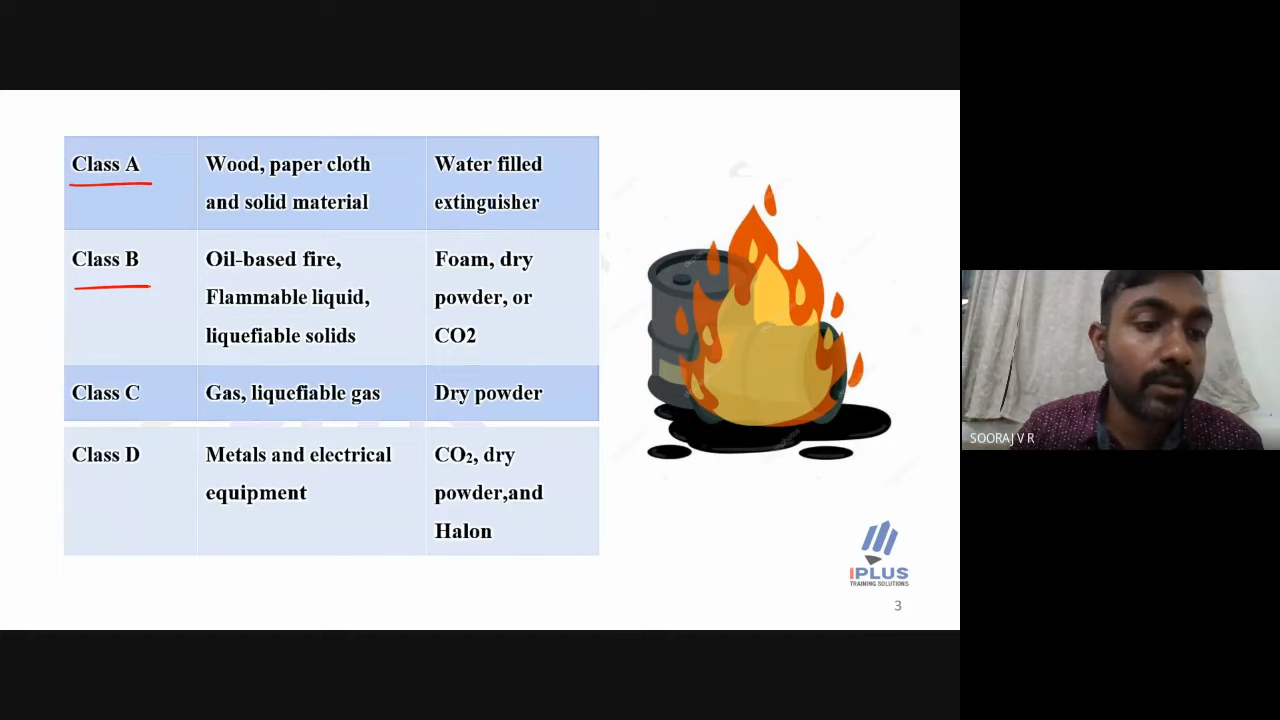 Class A
Wood, paper cloth
and solid material
Water filled
extinguisher
Class B
Oil-based fire,
Flammable liquid,
liquefiable solids
Foam, dry
powder, or
CO2
Class C
Gas, liquefiable gas
Dry powder
Class D
Metals and electrical
equipment
CO₂, dry
powder,and
Halon
IPLUS
TRAINING SOLUTIONS
3
SOORAJ V R